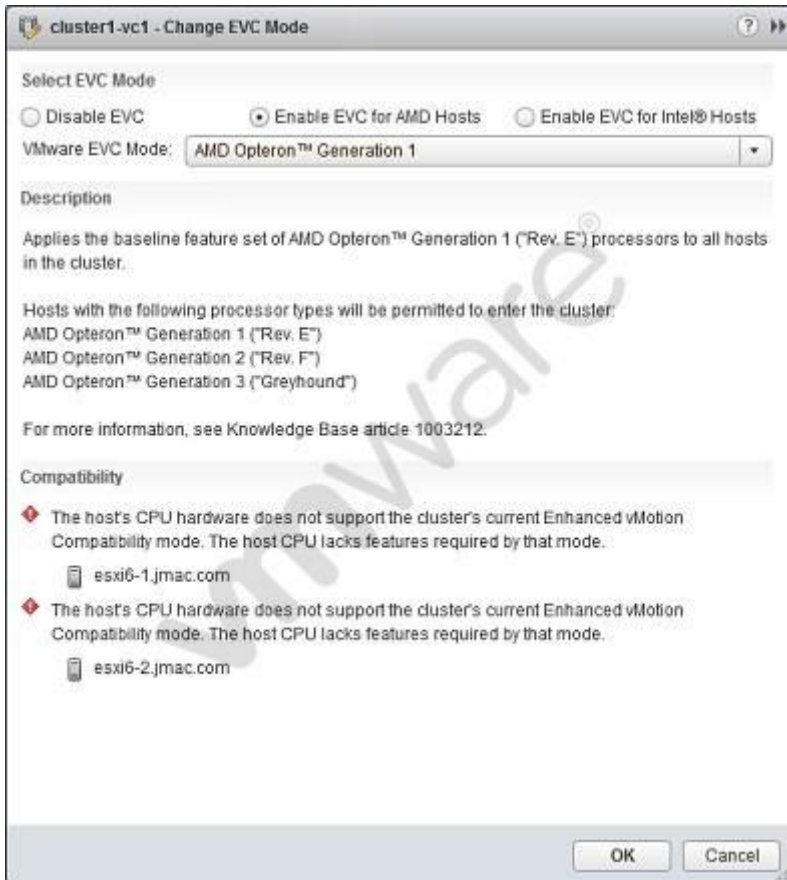 cluster1-vc1 - Change EVC Mode
?
Select EVC Mode
Disable EVC
Enable EVC for AMD Hosts
Enable EVC for Intel® Hosts
VMware EVC Mode: AMD Opteron™ Generation 1
Description
Applies the baseline feature set of AMD Opteron™ Generation 1 ("Rev. E") processors to all hosts
in the cluster.
Hosts with the following processor types will be permitted to enter the cluster:
AMD Opteron™ Generation 1 ("Rev. E")
AMD Opteron™ Generation 2 ("Rev. F")
AMD Opteron™ Generation 3 ("Greyhound")
For more information, see Knowledge Base article 1003212.
Compatibility
The host's CPU hardware does not support the cluster's current Enhanced vMotion
Compatibility mode. The host CPU lacks features required by that mode.
esxi6-1.jmac.com
The host's CPU hardware does not support the cluster's current Enhanced vMotion
Compatibility mode. The host CPU lacks features required by that mode.
esxi6-2.jmac.com
OK
Cancel
vmware®